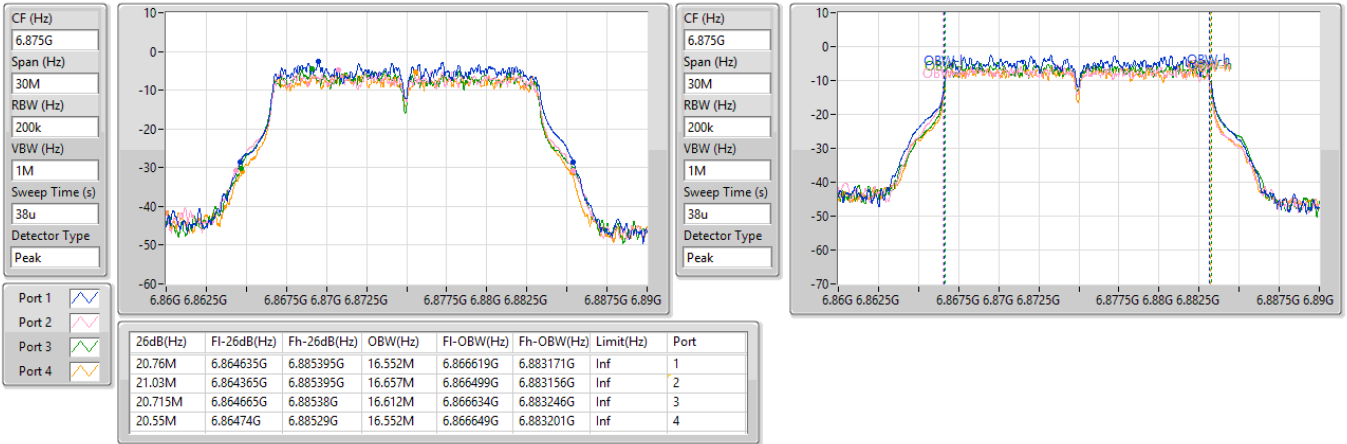 CF (Hz)
6.875G
Span (Hz)
30M
RBW (Hz)
200k
VBW (Hz)
1M
Sweep Time (s)
38u
Detector Type
Peak
10
0
-10
-20
-30
-40
-50
-60
6.86G 6.8625G 6.8675G 6.87G 6.8725G 6.8775G 6.88G 6.8825G 6.8875G 6.89G
CF (Hz)
6.875G
Span (Hz)
30M
RBW (Hz)
200k
VBW (Hz)
1M
Sweep Time (s)
38u
Detector Type
Peak
10
0
-10
-20
-30
-40
-50
-60
-70
6.86G 6.8625G 6.8675G 6.87G 6.8725G 6.8775G 6.88G 6.8825G 6.8875G 6.89G
Port 1
Port 2
Port 3
Port 4
26dB(Hz) Fl-26dB(Hz) Fh-26dB(Hz) OBW(Hz) Fl-OBW(Hz) Fh-OBW(Hz) Limit(Hz) Port
20.76M 6.864635G 6.885395G 16.552M 6.866619G 6.883171G Inf 1
21.03M 6.864365G 6.885395G 16.657M 6.866499G 6.883156G Inf 2
20.715M 6.864665G 6.88538G 16.612M 6.866634G 6.883246G Inf 3
20.55M 6.86474G 6.88529G 16.552M 6.866649G 6.883201G Inf 4